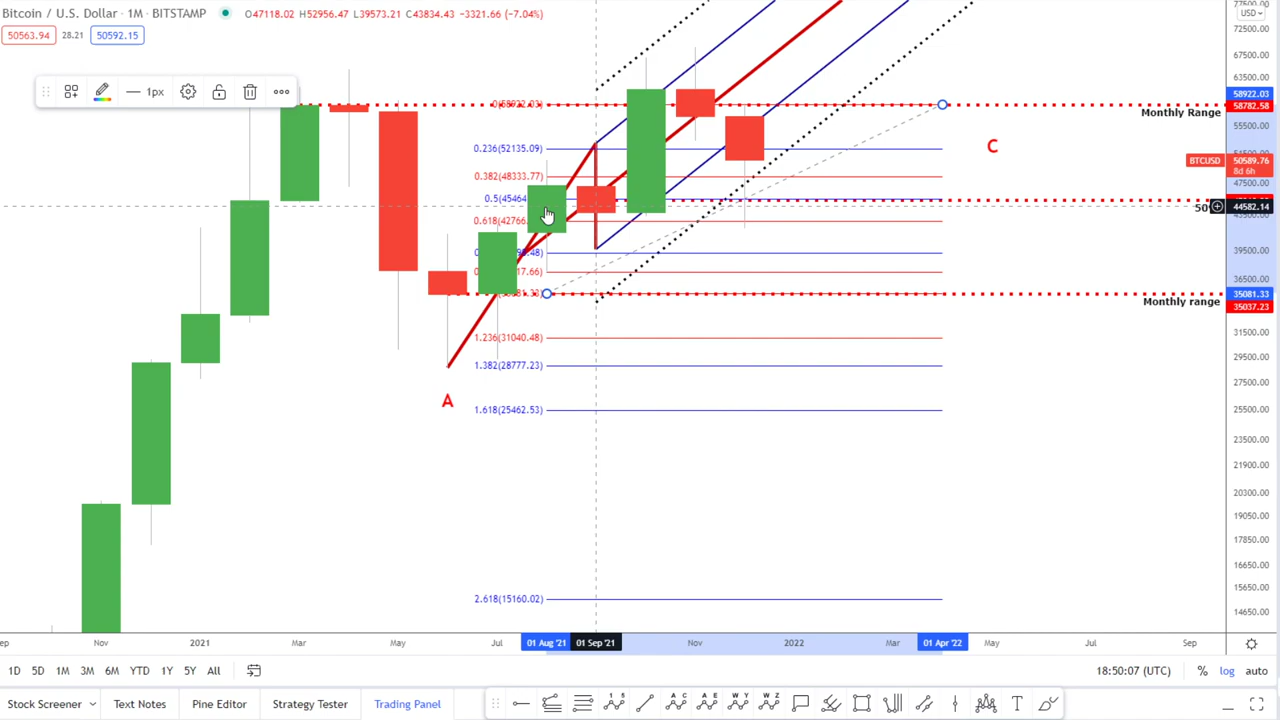 Bitcoin / U.S. Dollar · 1M · BITSTAMP O47118.02 H52956.47 L39573.21 C43834.43 −3321.66 (−7.04%)
50563.94 28.21 50592.15
1px
USD
77500.00
72500.00
67500.00
63500.00
58922.03
58782.58
Monthly Range
55500.00
C
BTCUSD 50589.76
8d 6h
47500.00
44582.14
39500.00
36500.00
35081.33
35037.23
Monthly range
31500.00
29500.00
27500.00
25500.00
23500.00
21900.00
20300.00
19050.00
17850.00
16650.00
15650.00
14650.00
0.236(52135.09)
0.382(48333.77)
0.5(45464
0.618(42766.
1.236(31040.48)
1.382(28777.23)
A
1.618(25462.53)
2.618(15160.02)
Nov 2021 Mar May Jul 01 Aug '21 01 Sep '21 Nov 2022 Mar 01 Apr '22 May Jul Sep
1D 5D 1M 3M 6M YTD 1Y 5Y All 18:50:07 (UTC) % log auto
Stock Screener Text Notes Pine Editor Strategy Tester Trading Panel